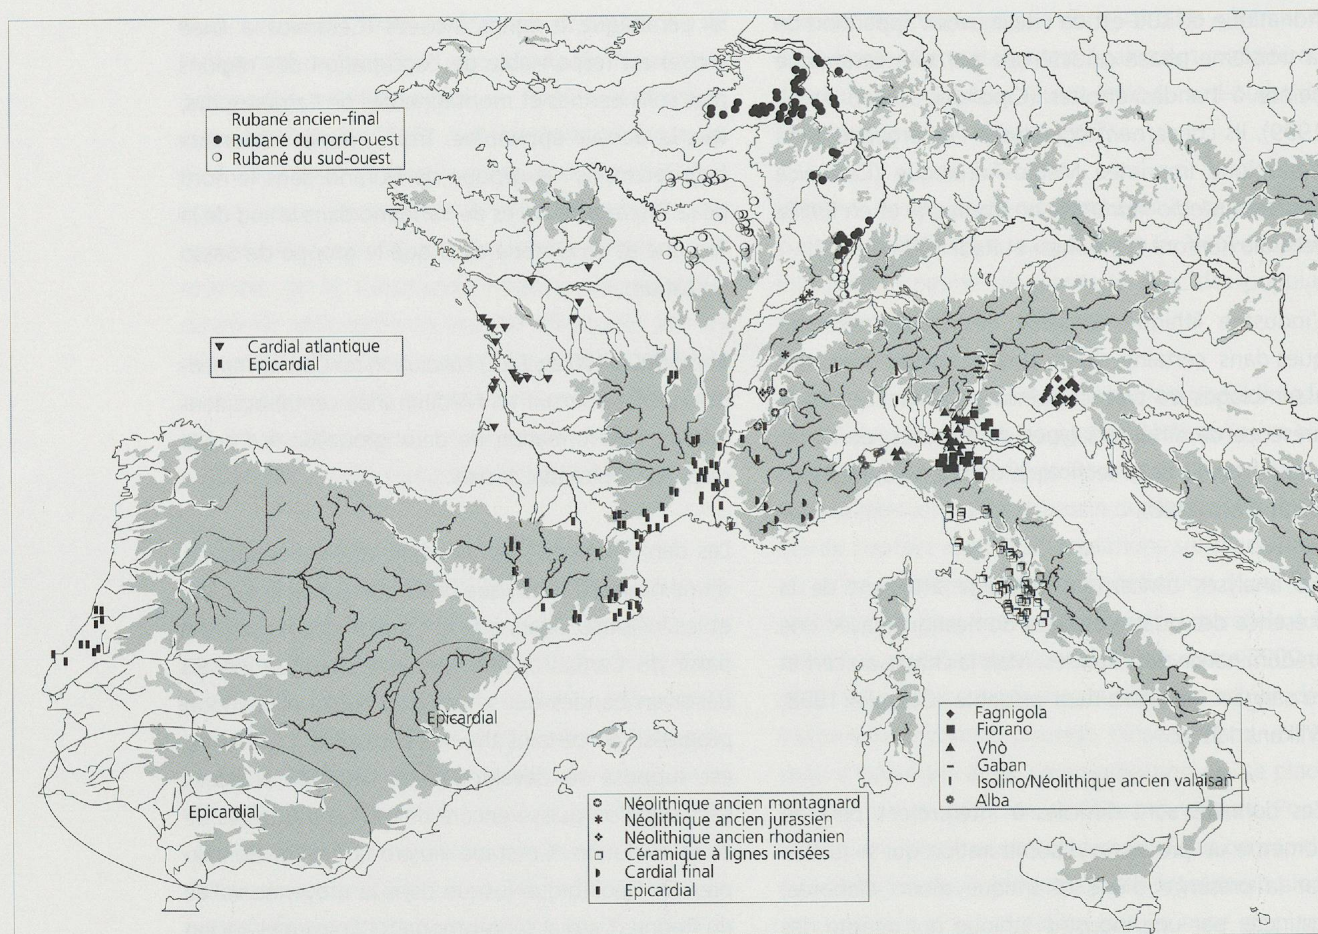 Rubané ancien-final
Rubané du nord-ouest
Rubané du sud-ouest
Cardial atlantique
Epicardial
Epicardial
Epicardial
Fagnigola
Fiorano
Vhò
Gaban
Isolino/Néolithique ancien valaisan
Alba
Néolithique ancien montagnard
Néolithique ancien jurassien
Néolithique ancien rhodanien
Céramique à lignes incisées
Cardial final
Epicardial